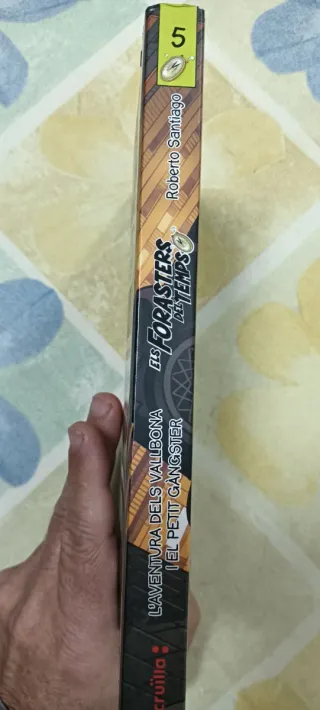 5
Roberto Santiago
ELS FORASTERS
DEL TEMPS
L'AVENTURA DELS VALLBONA
I EL PETIT GÀNGSTER
cruïlla